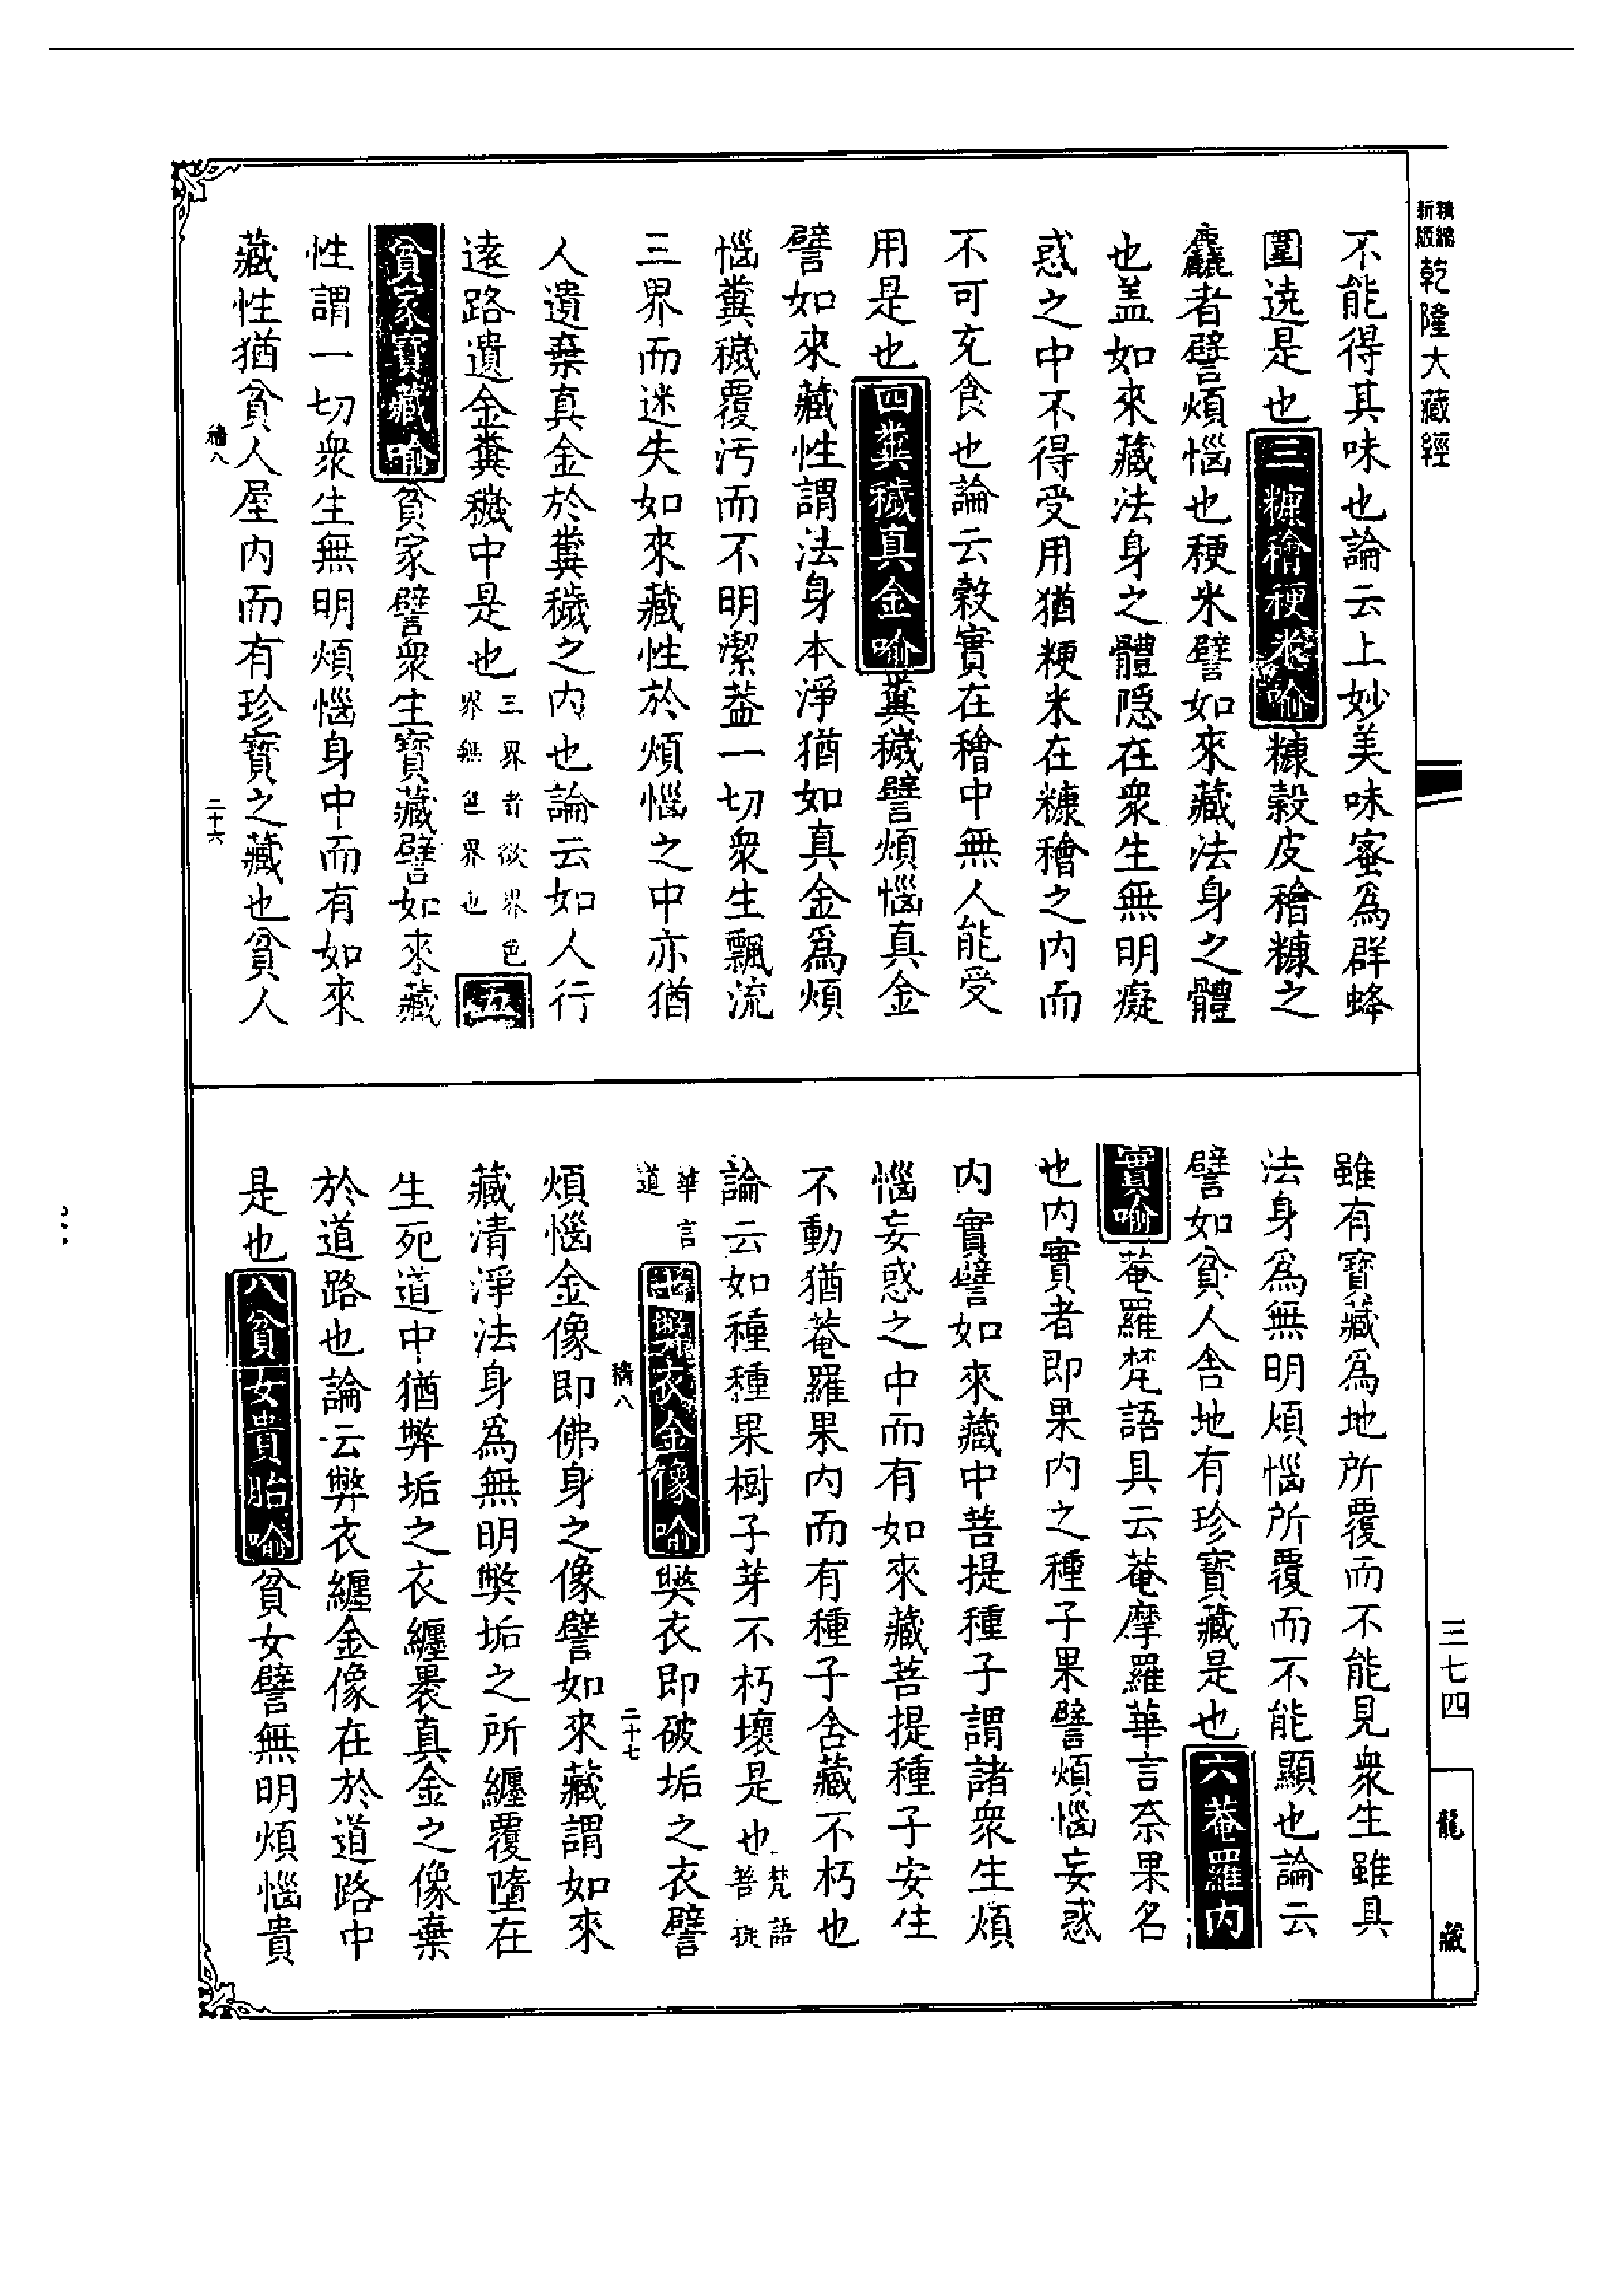 精縮
新版
乾隆大藏經
不能得其味也論云上妙美味蜜爲群蜂
圍遶是也三糠穭粳米喻糠穀皮穭糠之
麤者譬煩惱也稉米譬如來藏法身之體
也盖如來藏法身之體隱在衆生無明癡
惑之中不得受用猶粳米在糠穭之内而
不可充食也論云穀實在穭中無人能受
用是也四糞穢真金喻糞穢譬煩惱真金
譬如來藏性謂法身本淨猶如真金爲煩
惱糞穢覆污而不明潔葢一切衆生飄流
三界而迷失如來藏性於煩惱之中亦猶
人遺棄真金於糞穢之内也論云如人行
逺路遺金糞穢中是也三界者欲界色界無色界也五
貧家寶藏喻貧家譬衆生寶藏譬如來藏
性謂一切衆生無明煩惱身中而有如來
藏性猶貧人屋内而有珍寶之藏也貧人
二十六
雖有寶藏爲地所覆而不能見衆生雖具
法身爲無明煩惱所覆而不能顯也論云
譬如貧人舍地有珍寶藏是也六菴羅内
實喻菴羅梵語具云菴摩羅華言奈果名
也内實者即果内之種子果譬煩惱妄惑
内實譬如來藏中菩提種子謂諸衆生煩
惱妄惑之中而有如來藏菩提種子安住
不動猶菴羅果内而有種子含藏不朽也
論云如種種果樹子芽不朽壞是也梵語菩提
華言道七弊衣金像喻獘衣即破垢之衣譬
二十七
煩惱金像即佛身之像譬如來藏謂如來
藏清淨法身爲無明獘垢之所纏覆墮在
生死道中猶弊垢之衣纏裹真金之像棄
於道路也論云弊衣纏金像在於道路中
是也八貧女貴胎喻貧女譬無明煩惱貴
三七四
龍藏